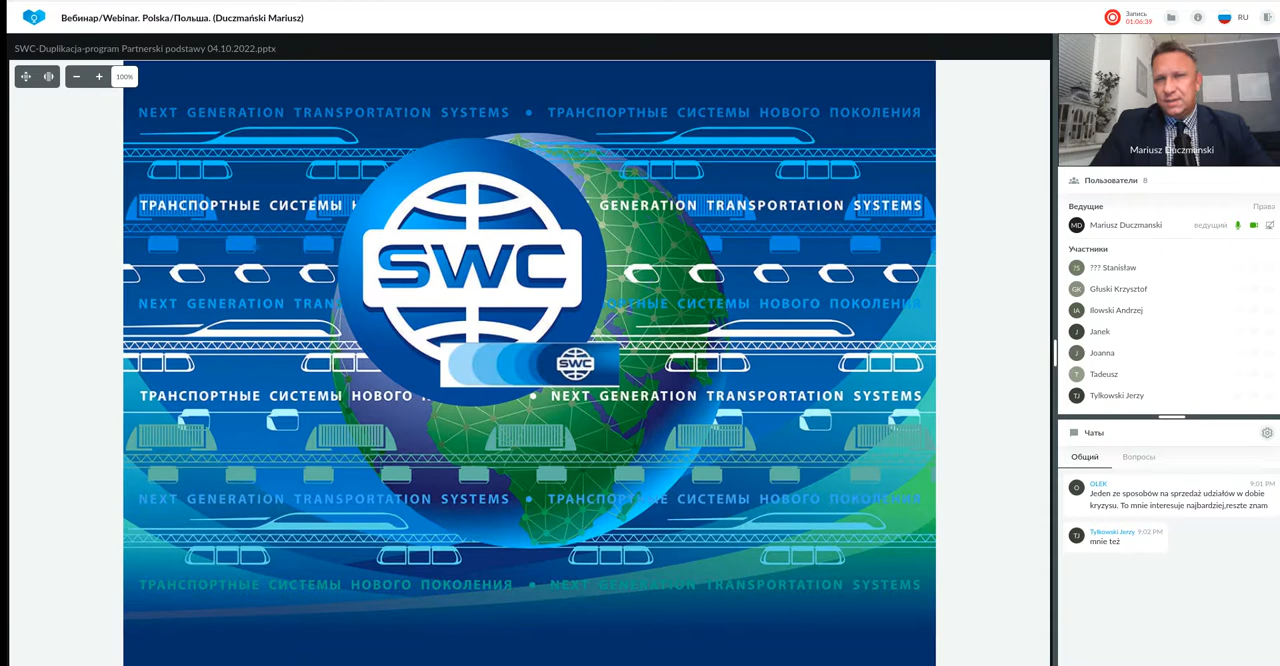 Вебинар/Webinar. Polska/Польша. (Duczmański Mariusz)
Запись
01:06:39
RU
SWC-Duplikacja-program Partnerski podstawy 04.10.2022.pptx
100%
NEXT GENERATION TRANSPORTATION SYSTEMS • ТРАНСПОРТНЫЕ СИСТЕМЫ НОВОГО ПОКОЛЕНИЯ
ТРАНСПОРТНЫЕ СИСТЕМЫ GENERATION TRANSPORTATION SYSTEMS
SWC
NEXT GENERATION СИСТЕМЫ НОВОГО ПОКОЛЕНИЯ
SWC
ТРАНСПОРТНЫЕ СИСТЕМЫ НОВОГО • NEXT GENERATION TRANSPORTATION SYSTEMS
NEXT GENERATION TRANSPORTATION SYSTEMS • ТРАНСПОРТНЫЕ СИСТЕМЫ НОВОГО ПОКОЛЕНИЯ
ТРАНСПОРТНЫЕ СИСТЕМЫ НОВОГО ПОКОЛЕНИЯ • NEXT GENERATION TRANSPORTATION SYSTEMS
Mariusz Duczmanski
Пользователи 8
Ведущие Права
MD Mariusz Duczmanski ведущий
Участники
?S ??? Stanisław
GK Głuski Krzysztof
IA Ilowski Andrzej
J Janek
J Joanna
T Tadeusz
TJ Tylkowski Jerzy
Чаты
Общий Вопросы
O OLEK 9:01 PM
Jeden ze sposobów na sprzedaż udziałów w dobie
kryzysu. To mnie interesuje najbardziej,reszte znam
TJ Tylkowski Jerzy 9:02 PM
mnie też